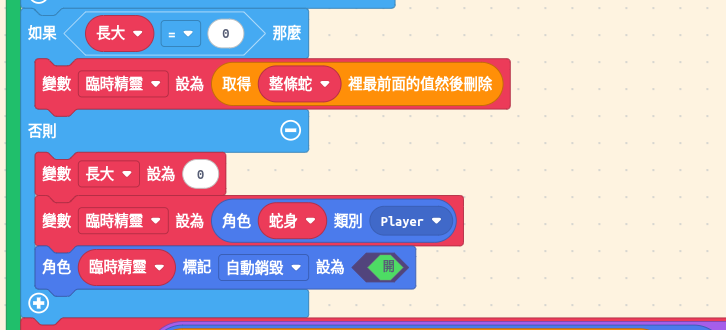 如果 長大 = 0 那麼
變數 臨時精靈 設為 取得 整條蛇 裡最前面的值然後刪除
否則
變數 長大 設為 0
變數 臨時精靈 設為 角色 蛇身 類別 Player
角色 臨時精靈 標記 自動銷毀 設為 開